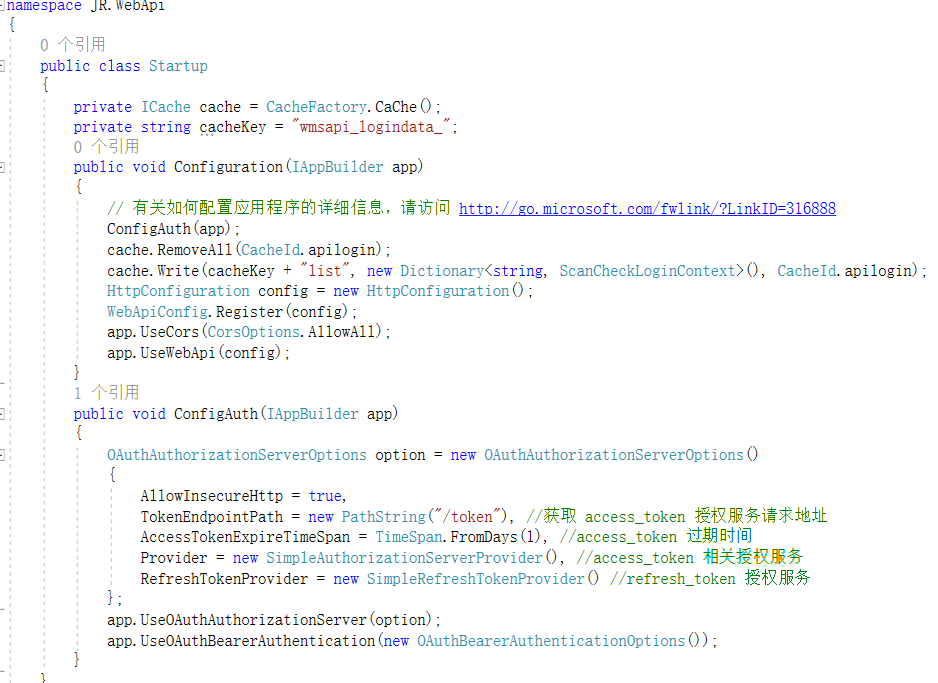 namespace JR.WebApi
{
0 个引用
public class Startup
{
private ICache cache = CacheFactory.CaChe();
private string cacheKey = "wmsapi_logindata_";
0 个引用
public void Configuration(IAppBuilder app)
{
// 有关如何配置应用程序的详细信息，请访问 http://go.microsoft.com/fwlink/?LinkID=316888
ConfigAuth(app);
cache.RemoveAll(CacheId.apilogin);
cache.Write(cacheKey + "list", new Dictionary<string, ScanCheckLoginContext>(), CacheId.apilogin);
HttpConfiguration config = new HttpConfiguration();
WebApiConfig.Register(config);
app.UseCors(CorsOptions.AllowAll);
app.UseWebApi(config);
}
1 个引用
public void ConfigAuth(IAppBuilder app)
{
OAuthAuthorizationServerOptions option = new OAuthAuthorizationServerOptions()
{
AllowInsecureHttp = true,
TokenEndpointPath = new PathString("/token"), //获取 access_token 授权服务请求地址
AccessTokenExpireTimeSpan = TimeSpan.FromDays(1), //access_token 过期时间
Provider = new SimpleAuthorizationServerProvider(), //access_token 相关授权服务
RefreshTokenProvider = new SimpleRefreshTokenProvider() //refresh_token 授权服务
};
app.UseOAuthAuthorizationServer(option);
app.UseOAuthBearerAuthentication(new OAuthBearerAuthenticationOptions());
}
}